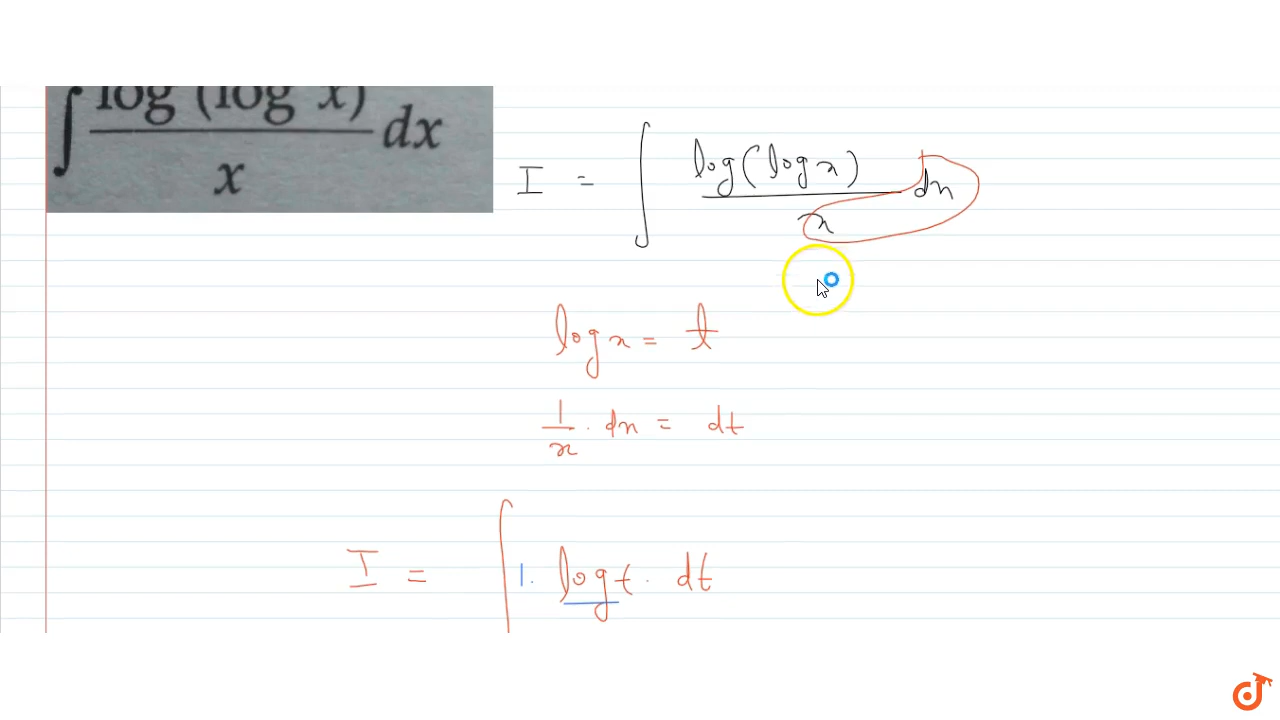 ∫ log (log x) / x dx
I = ∫ log(log x) / x dx
log x = t
1/x . dx = dt
I = ∫ 1. log t . dt